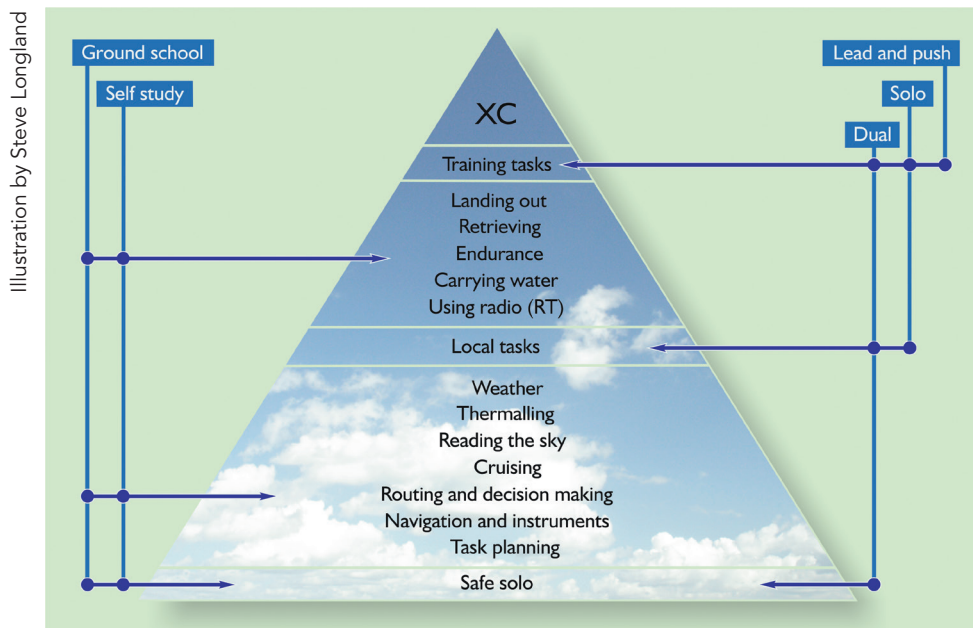 Illustration by Steve Longland
Ground school
Self study
Lead and push
Solo
Dual
XC
Training tasks
Landing out
Retrieving
Endurance
Carrying water
Using radio (RT)
Local tasks
Weather
Thermalling
Reading the sky
Cruising
Routing and decision making
Navigation and instruments
Task planning
Safe solo